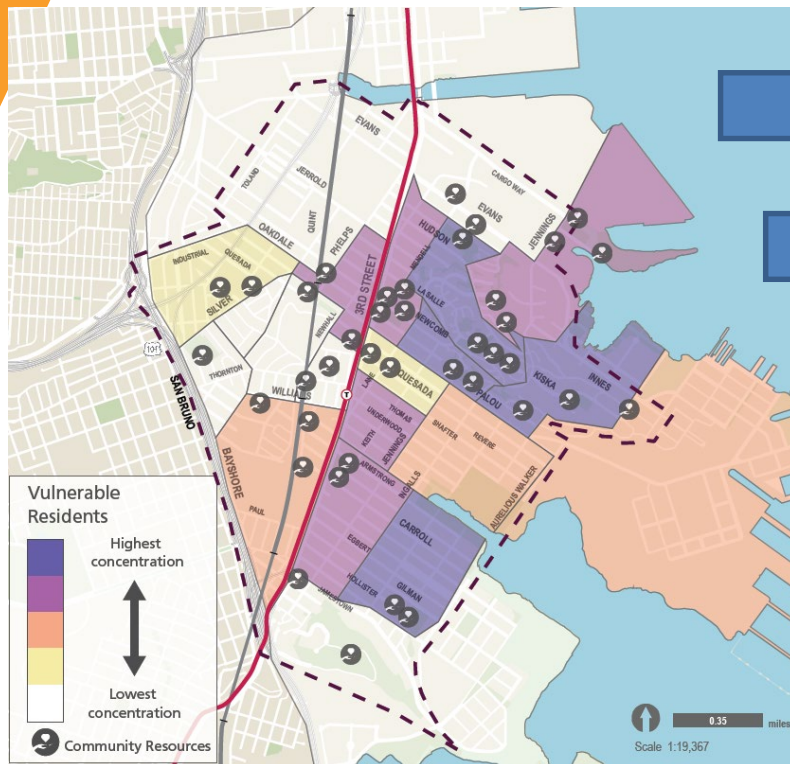 EVANS
CARGO WAY
TOLAND
JERROLD
EVANS
QUINT
PHELPS
HUDSON
JENNINGS
OAKDALE
INDUSTRIAL
QUESADA
SILVER
3RD STREET
LA SALLE
NEWCOMB
NEWHALL
101
THORNTON
WILLIAMS
SAN BRUNO
LANE
QUESADA
PALOU
KISKA
INNES
T
THOMAS
UNDERWOOD
KEITH
JENNINGS
SHAFTER
REVERE
BAYSHORE
ARMSTRONG
INGALLS
AURELIOUS WALKER
PAUL
CARROLL
EGBERT
HOLLISTER
GILMAN
JAMESTOWN
Vulnerable
Residents
Highest
concentration
Lowest
concentration
Community Resources
0.35 miles
Scale 1:19,367